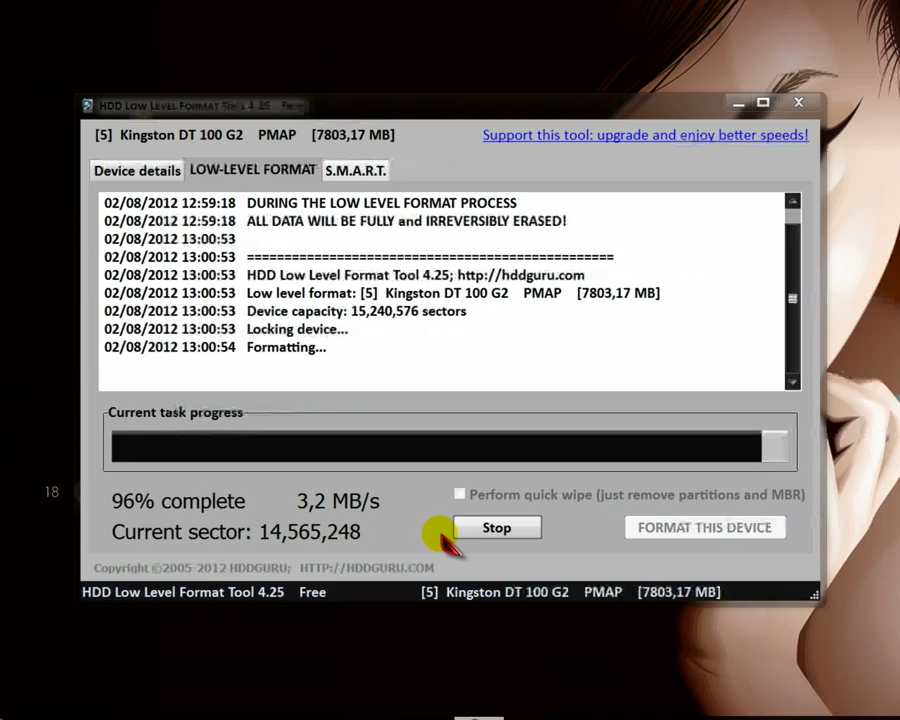 HDD Low Level Format Tool 4.25 Free
[5] Kingston DT 100 G2 PMAP [7803,17 MB]
Support this tool: upgrade and enjoy better speeds!
Device details LOW-LEVEL FORMAT S.M.A.R.T.
02/08/2012 12:59:18 DURING THE LOW LEVEL FORMAT PROCESS
02/08/2012 12:59:18 ALL DATA WILL BE FULLY and IRREVERSIBLY ERASED!
02/08/2012 13:00:53
02/08/2012 13:00:53 =================================================
02/08/2012 13:00:53 HDD Low Level Format Tool 4.25; http://hddguru.com
02/08/2012 13:00:53 Low level format: [5] Kingston DT 100 G2 PMAP [7803,17 MB]
02/08/2012 13:00:53 Device capacity: 15,240,576 sectors
02/08/2012 13:00:53 Locking device...
02/08/2012 13:00:54 Formatting...
Current task progress
18
96% complete 3,2 MB/s
Perform quick wipe (just remove partitions and MBR)
Current sector: 14,565,248
Stop
FORMAT THIS DEVICE
Copyright ©2005-2012 HDDGURU; HTTP://HDDGURU.COM
HDD Low Level Format Tool 4.25 Free [5] Kingston DT 100 G2 PMAP [7803,17 MB]